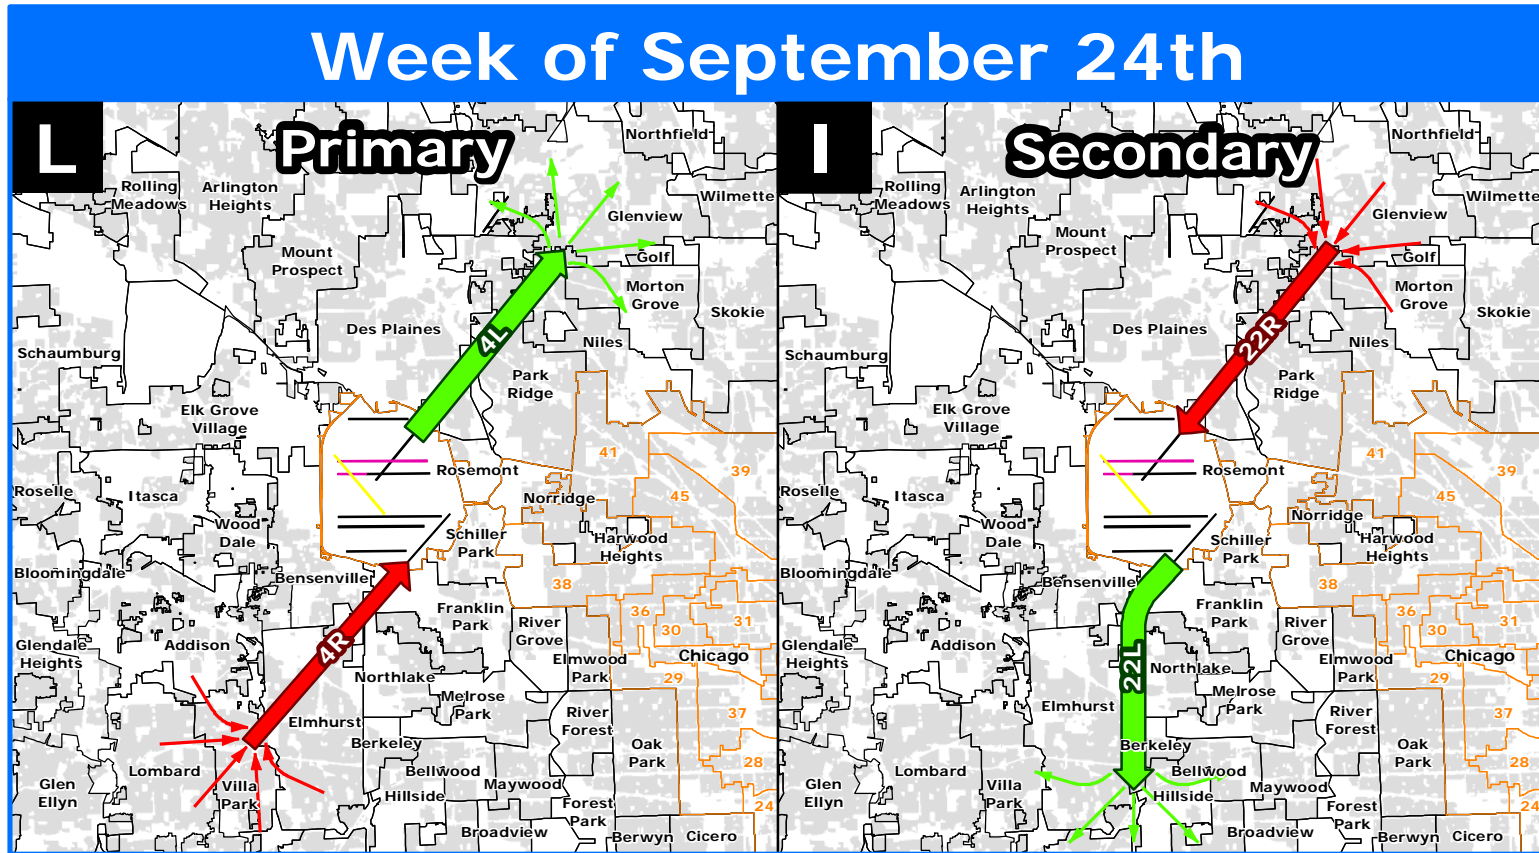 Week of September 24th
L
Primary
Northfield
Rolling
Meadows
Arlington
Heights
Wilmette
Glenview
Mount
Prospect
Golf
Morton
Grove
Skokie
Des Plaines
4L
Niles
Schaumburg
Park
Ridge
Elk Grove
Village
41
39
Rosemont
Roselle
Itasca
Norridge
45
Wood
Dale
Schiller
Park
Harwood
Heights
Bloomingdale
Bensenville
38
Franklin
Park
36
River
Grove
31
30
Glendale
Heights
Addison
4R
Chicago
Elmwood
Park
Northlake
29
Melrose
Park
Elmhurst
River
Forest
37
Berkeley
Oak
Park
28
Lombard
Bellwood
Glen
Ellyn
Villa
Park
Maywood
Hillside
Forest
Park
24
Broadview
Berwyn
Cicero
I
Secondary
Northfield
Rolling
Meadows
Arlington
Heights
Wilmette
Glenview
Mount
Prospect
Golf
Morton
Grove
Skokie
Des Plaines
22R
Niles
Schaumburg
Park
Ridge
Elk Grove
Village
41
39
Rosemont
Roselle
Itasca
45
Norridge
Wood
Dale
Schiller
Park
Harwood
Heights
Bloomingdale
Bensenville
38
Franklin
Park
36
River
Grove
31
30
Glendale
Heights
Addison
Chicago
22L
Northlake
Elmwood
Park
29
Melrose
Park
Elmhurst
River
Forest
37
Berkeley
Oak
Park
28
Lombard
Bellwood
Glen
Ellyn
Villa
Park
Maywood
Hillside
Forest
Park
24
Broadview
Berwyn
Cicero